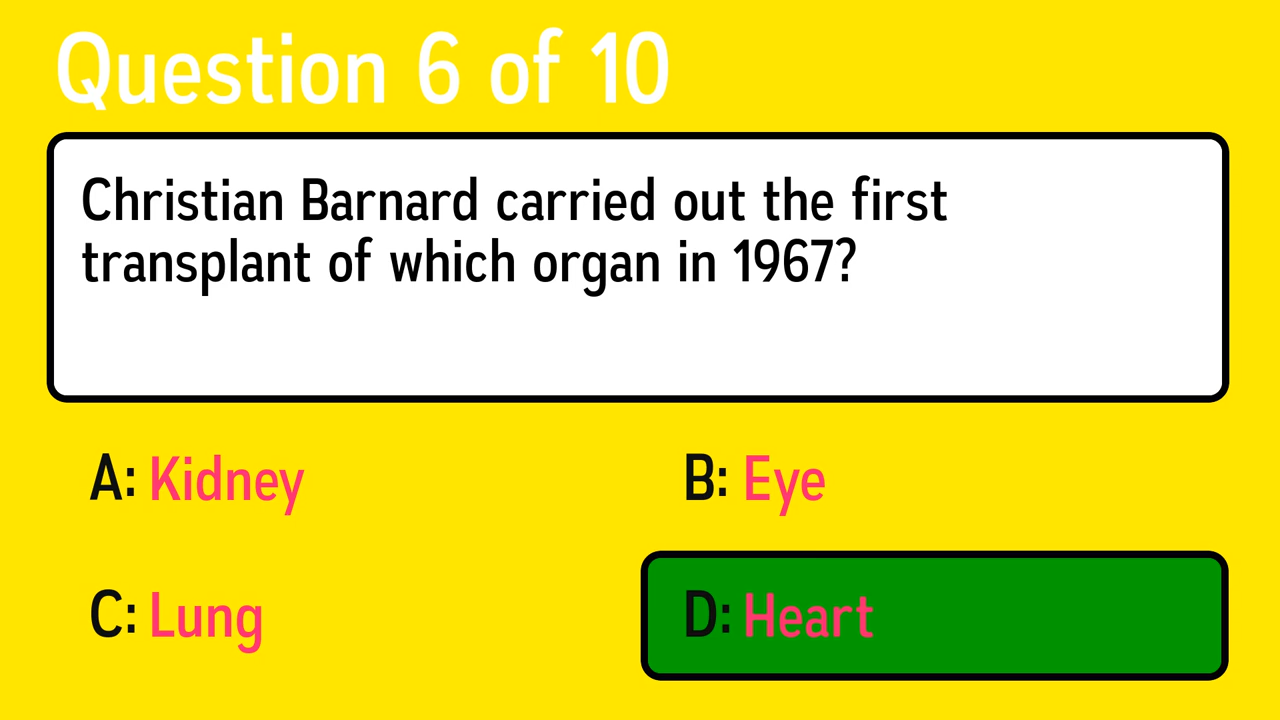 Question 6 of 10
Christian Barnard carried out the first
transplant of which organ in 1967?
A: Kidney
B: Eye
C: Lung
D: Heart